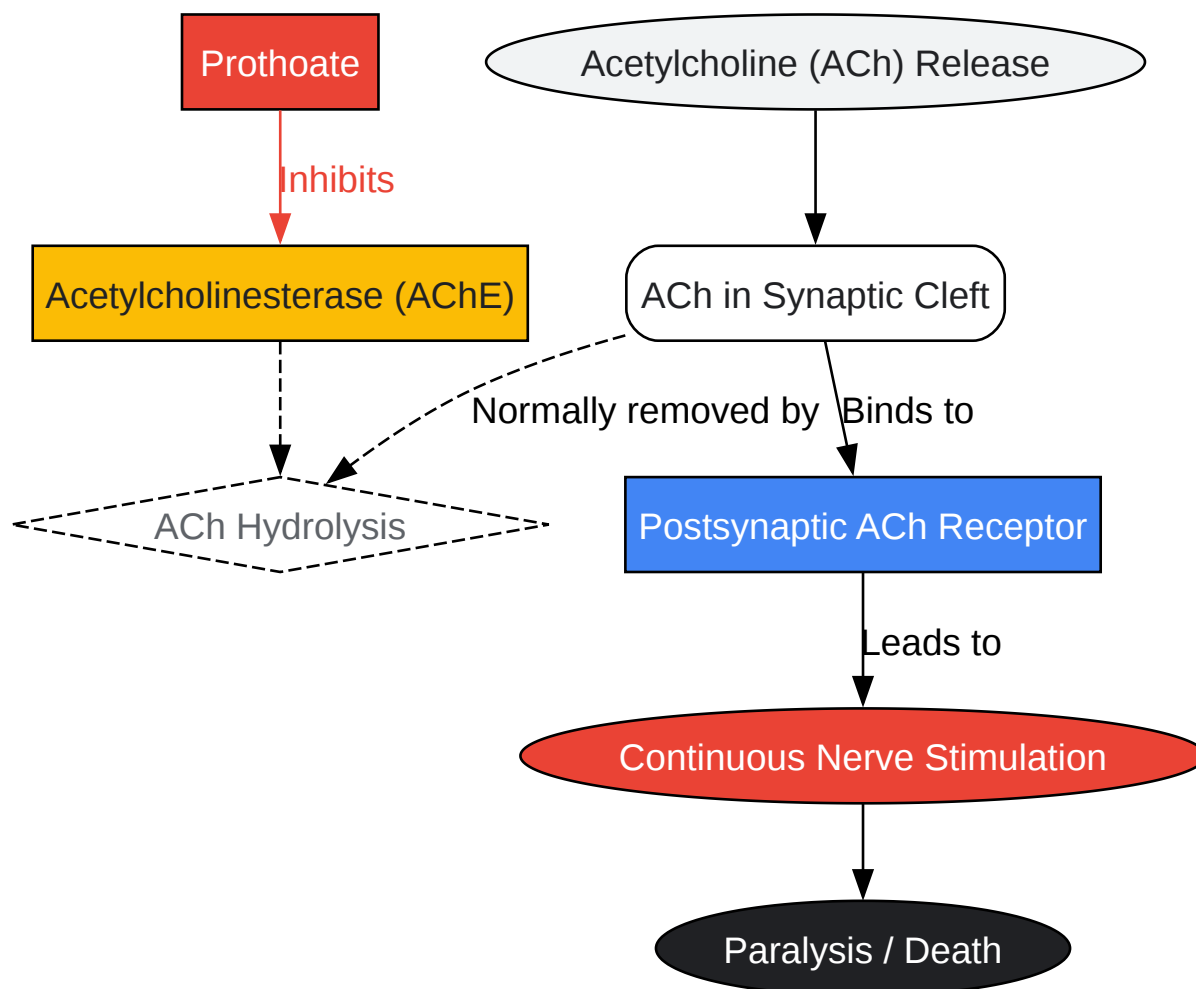 Prothoate
Acetylcholine (ACh) Release
Inhibits
Acetylcholinesterase (AChE)
ACh in Synaptic Cleft
Normally removed by
Binds to
ACh Hydrolysis
Postsynaptic ACh Receptor
Leads to
Continuous Nerve Stimulation
Paralysis / Death